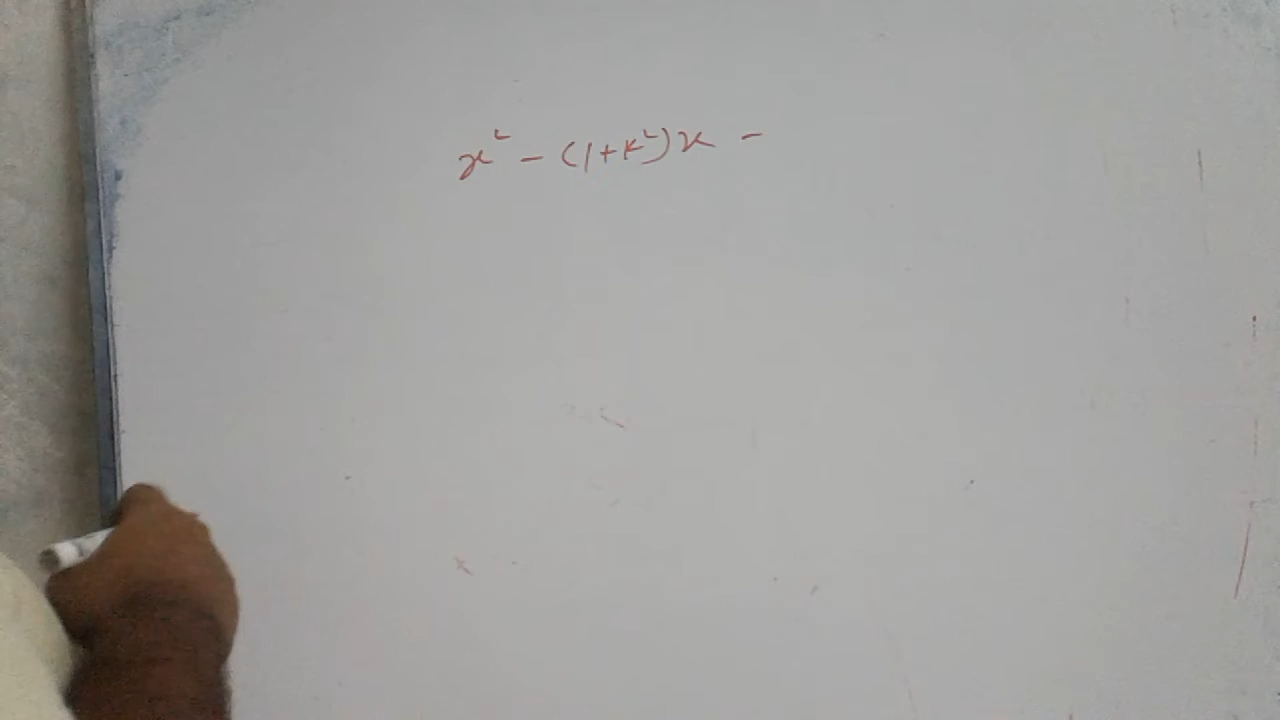 x² - (1+k²)x -